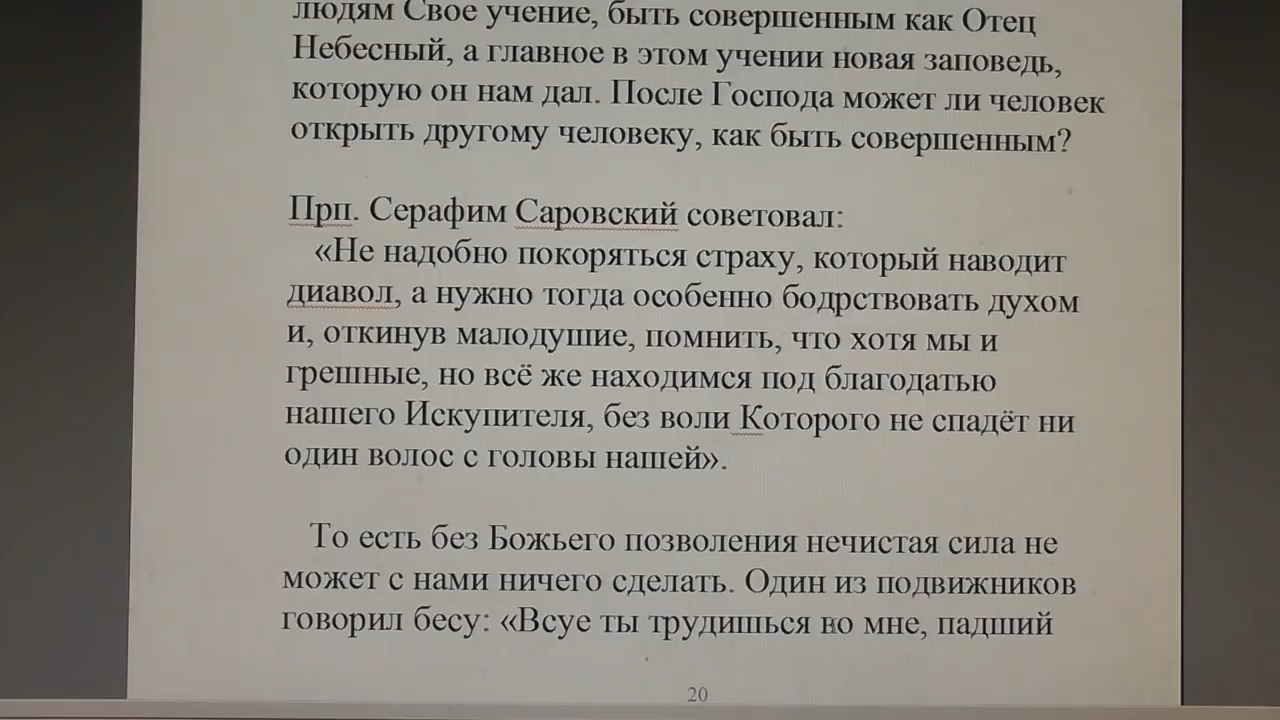 людям Свое учение, быть совершенным как Отец
Небесный, а главное в этом учении новая заповедь,
которую он нам дал. После Господа может ли человек
открыть другому человеку, как быть совершенным?
Прп. Серафим Саровский советовал:
«Не надобно покоряться страху, который наводит
диавол, а нужно тогда особенно бодрствовать духом
и, откинув малодушие, помнить, что хотя мы и
грешные, но всё же находимся под благодатью
нашего Искупителя, без воли Которого не спадёт ни
один волос с головы нашей».
То есть без Божьего позволения нечистая сила не
может с нами ничего сделать. Один из подвижников
говорил бесу: «Всуе ты трудишься во мне, падший
20